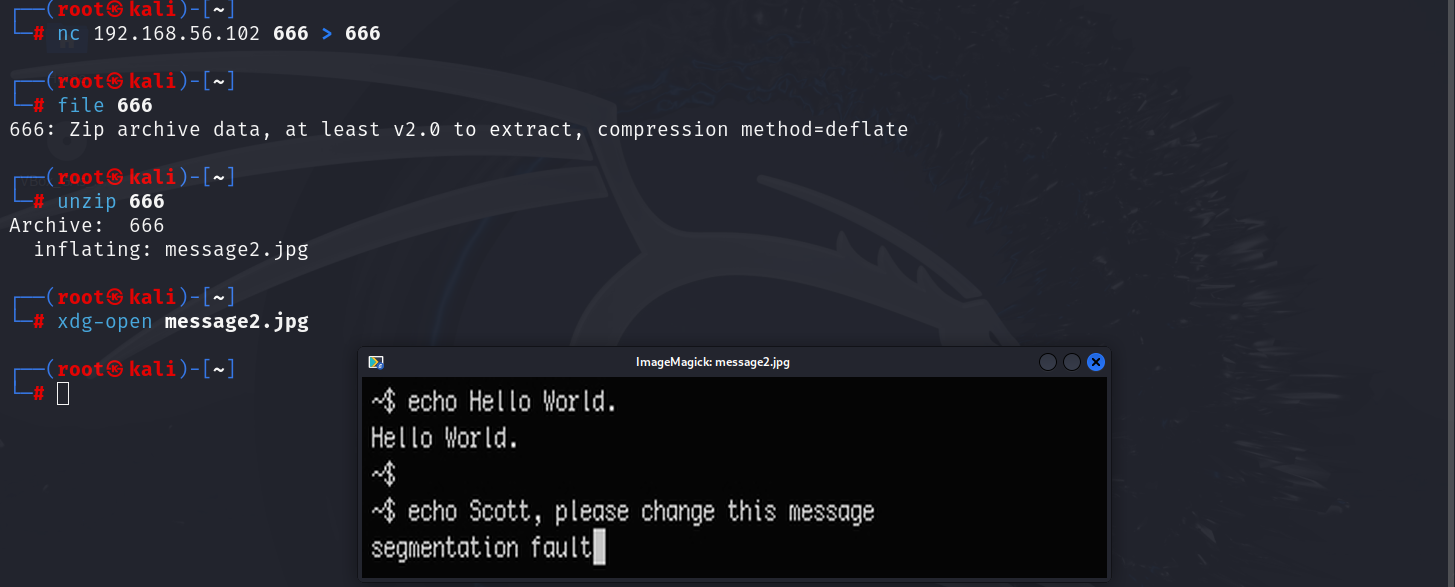 ┌──(root㉿kali)-[~]
└─# nc 192.168.56.102 666 > 666
┌──(root㉿kali)-[~]
└─# file 666
666: Zip archive data, at least v2.0 to extract, compression method=deflate
┌──(root㉿kali)-[~]
└─# unzip 666
Archive:  666
  inflating: message2.jpg
┌──(root㉿kali)-[~]
└─# xdg-open message2.jpg
┌──(root㉿kali)-[~]
└─#
ImageMagick: message2.jpg
~$ echo Hello World.
Hello World.
~$
~$ echo Scott, please change this message
segmentation fault